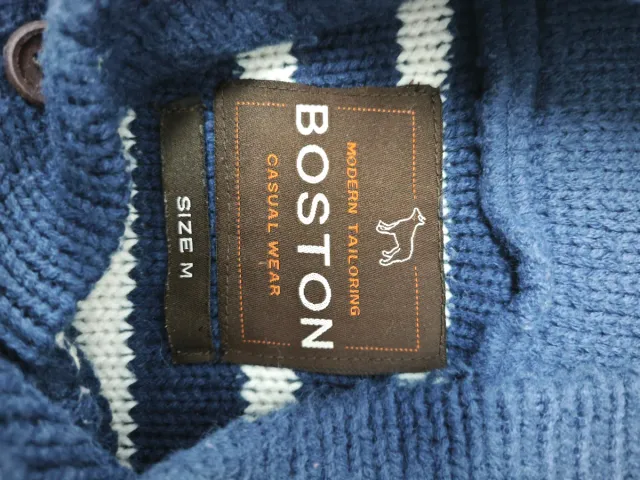 MODERN TAILORING
BOSTON
CASUAL WEAR
SIZE M